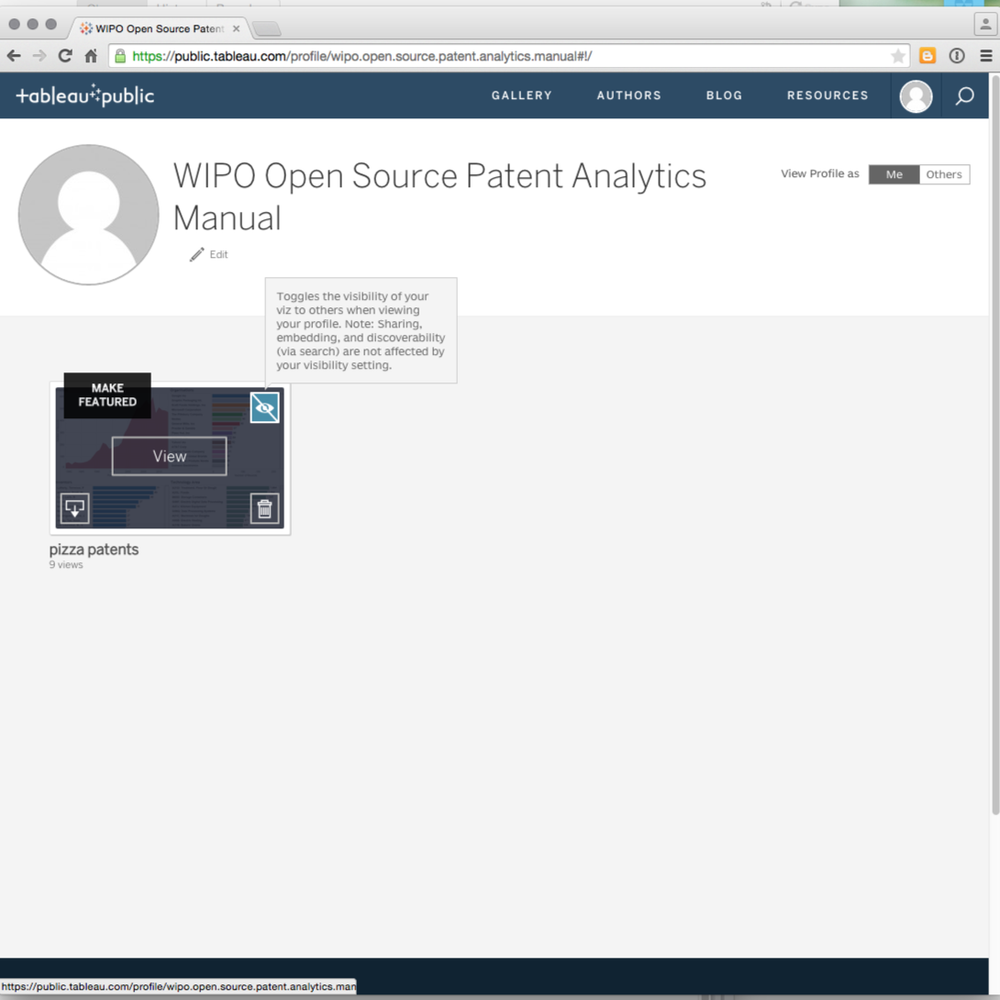 WIPO Open Source Patent
https://public.tableau.com/profile/wipo.open.source.patent.analytics.manual#!/
+ableau public
GALLERY AUTHORS BLOG RESOURCES
WIPO Open Source Patent Analytics
Manual
View Profile as Me Others
Edit
Toggles the visibility of your
viz to others when viewing
your profile. Note: Sharing,
embedding, and discoverability
(via search) are not affected by
your visibility setting.
MAKE
FEATURED
View
pizza patents
9 views
https://public.tableau.com/profile/wipo.open.source.patent.analytics.man